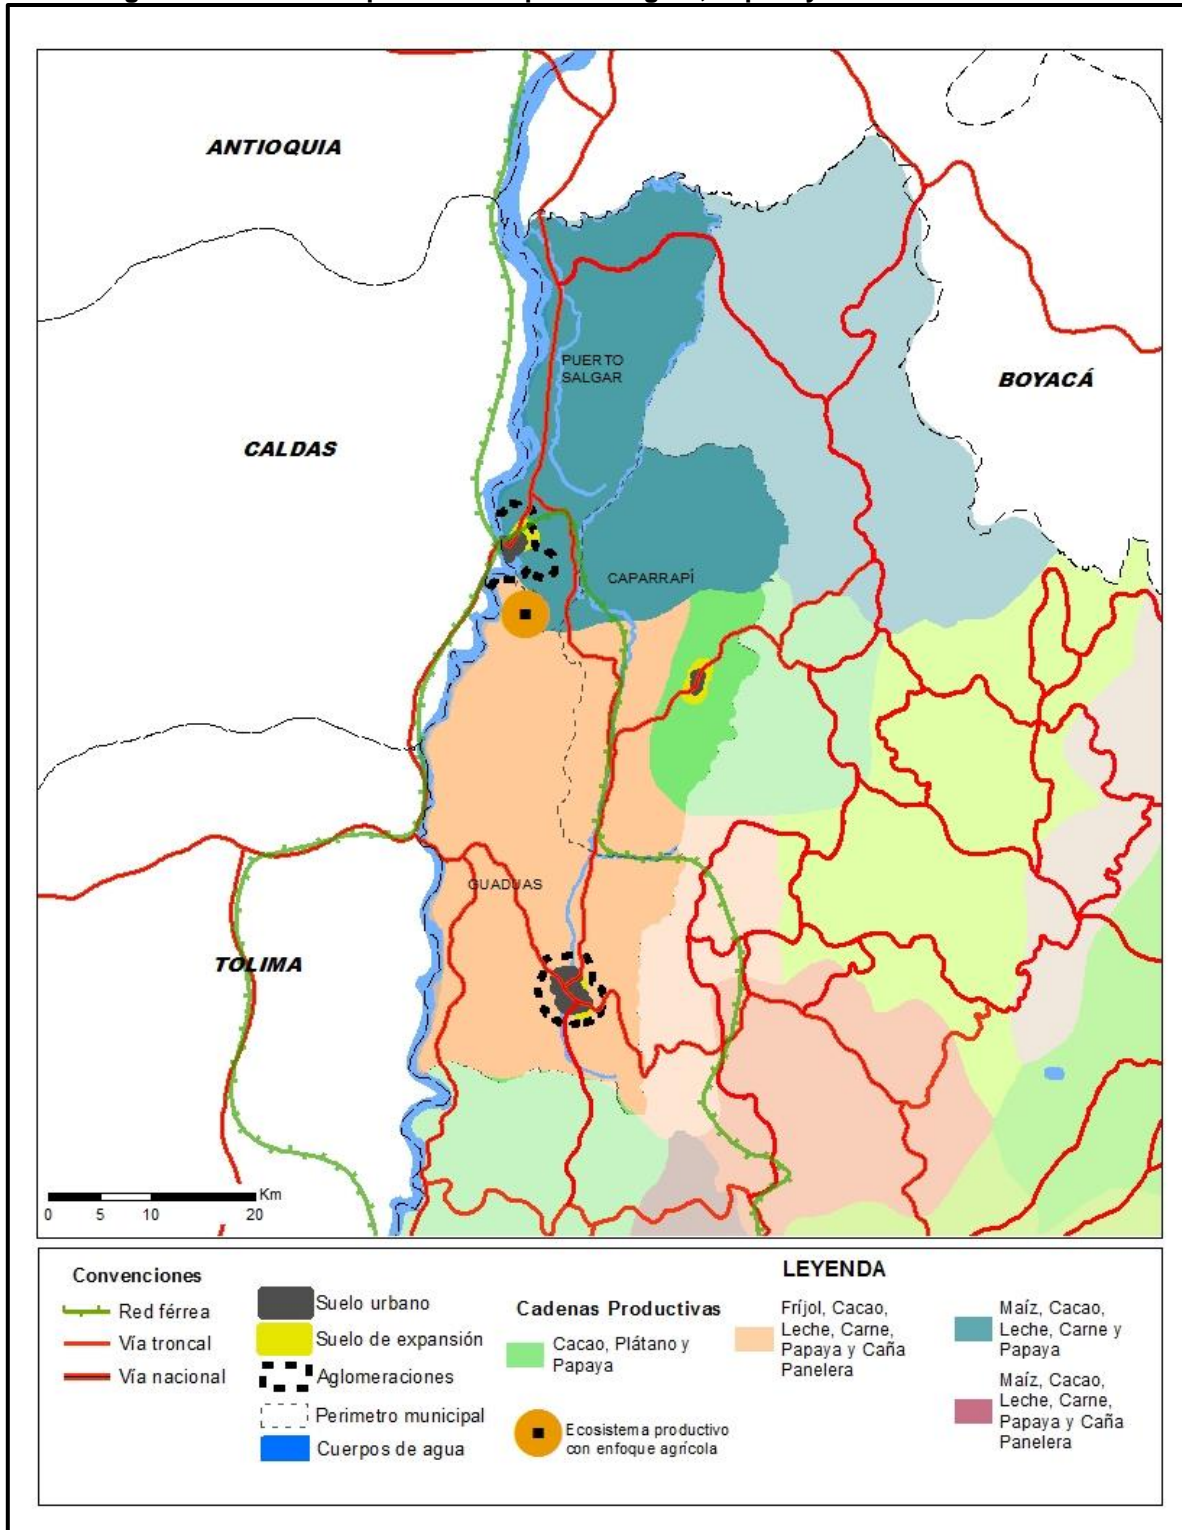 ANTIOQUIA
PUERTO
SALGAR
BOYACÁ
CALDAS
CAPARRAPÍ
GUADUAS
TOLIMA
Km
0 5 10 20
LEYENDA
Convenciones
Red férrea
Vía troncal
Vía nacional
Suelo urbano
Suelo de expansión
Aglomeraciones
Perimetro municipal
Cuerpos de agua
Cadenas Productivas
Cacao, Plátano y
Papaya
Ecosistema productivo
con enfoque agrícola
Fríjol, Cacao,
Leche, Carne,
Papaya y Caña
Panelera
Maíz, Cacao,
Leche, Carne y
Papaya
Maíz, Cacao,
Leche, Carne,
Papaya y Caña
Panelera